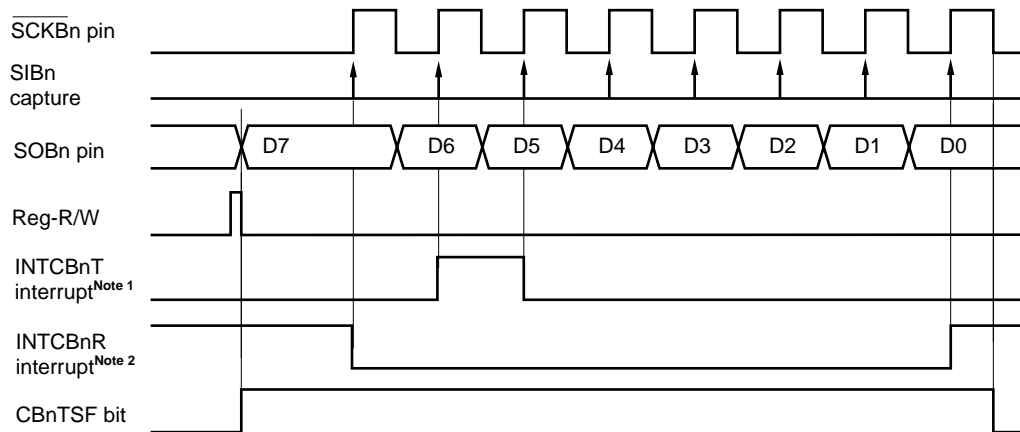 SCKBn pin
SIBn
capture
SOBn pin
D7 D6 D5 D4 D3 D2 D1 D0
Reg-R/W
INTCBnT
interruptNote 1
INTCBnR
interruptNote 2
CBnTSF bit